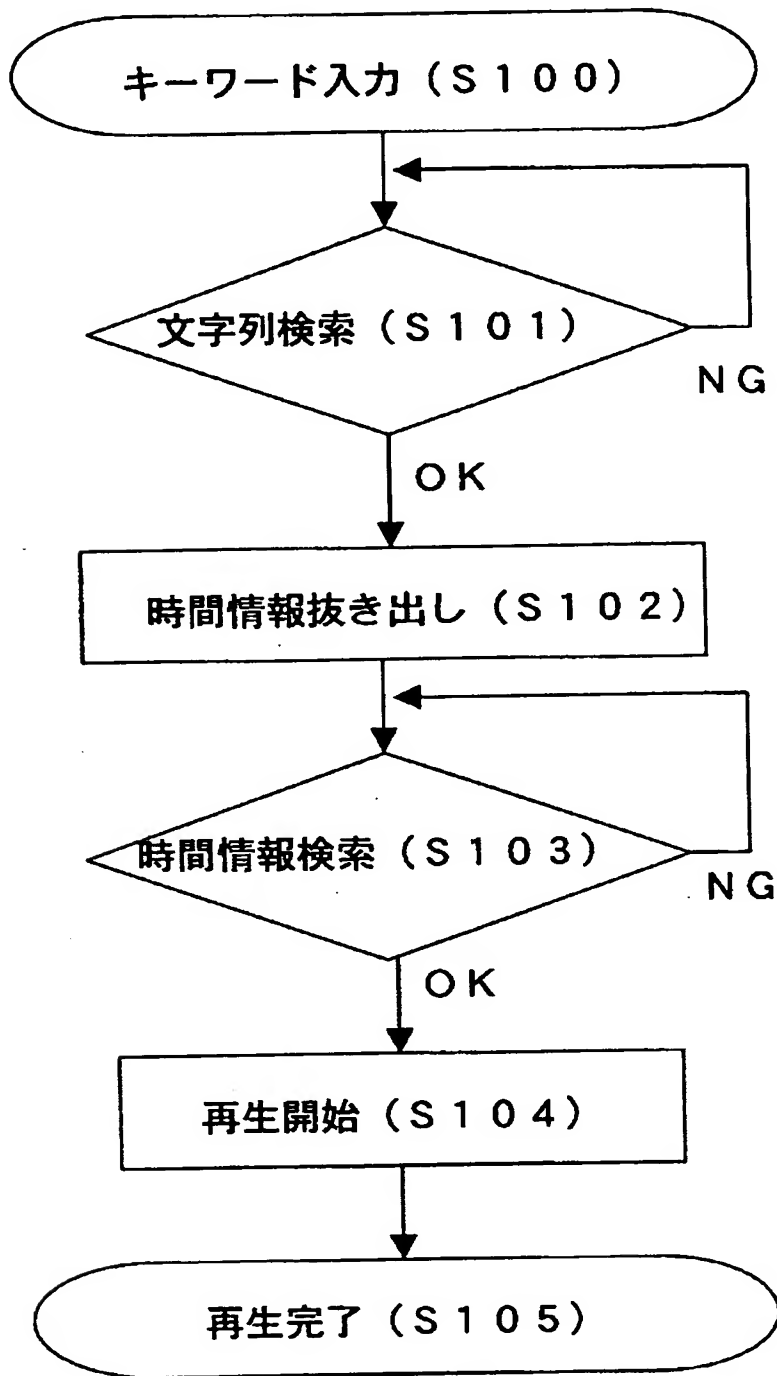 キーワード入力（S100）
文字列検索（S101）
NG
OK
時間情報抜き出し（S102）
時間情報検索（S103）
NG
OK
再生開始（S104）
再生完了（S105）